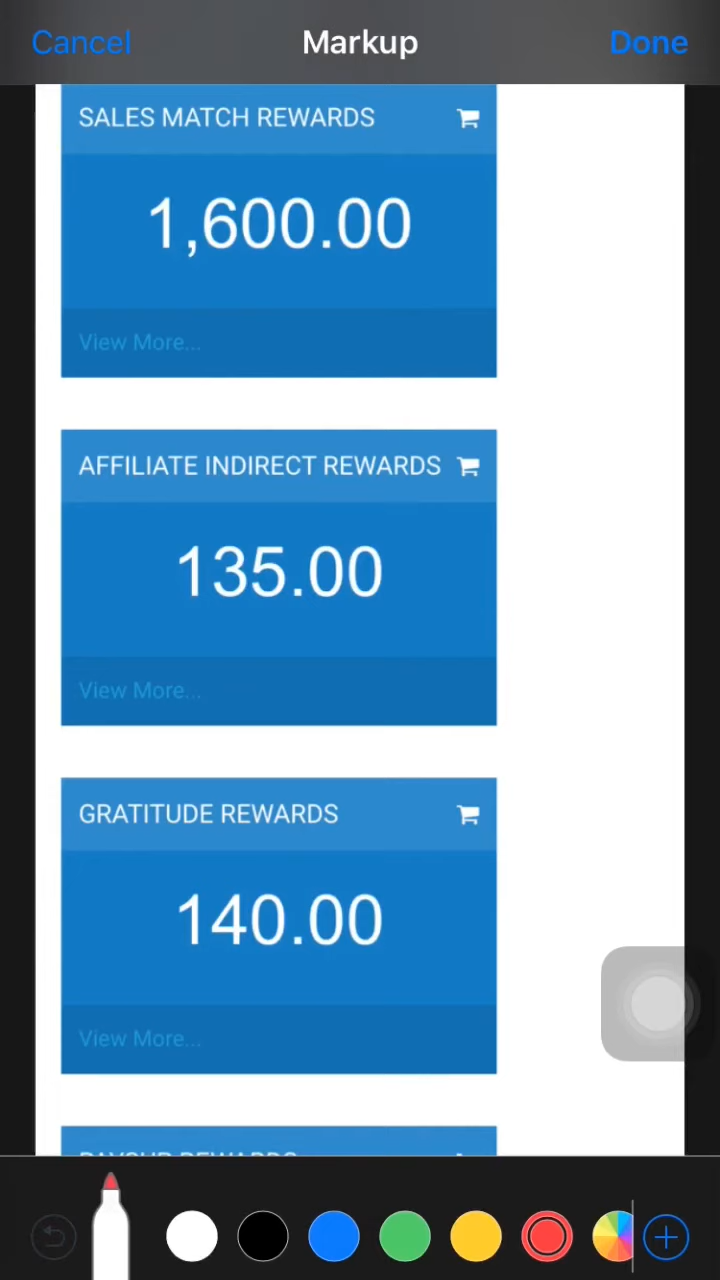 Cancel Markup Done
SALES MATCH REWARDS
1,600.00
View More...
AFFILIATE INDIRECT REWARDS
135.00
View More...
GRATITUDE REWARDS
140.00
View More...